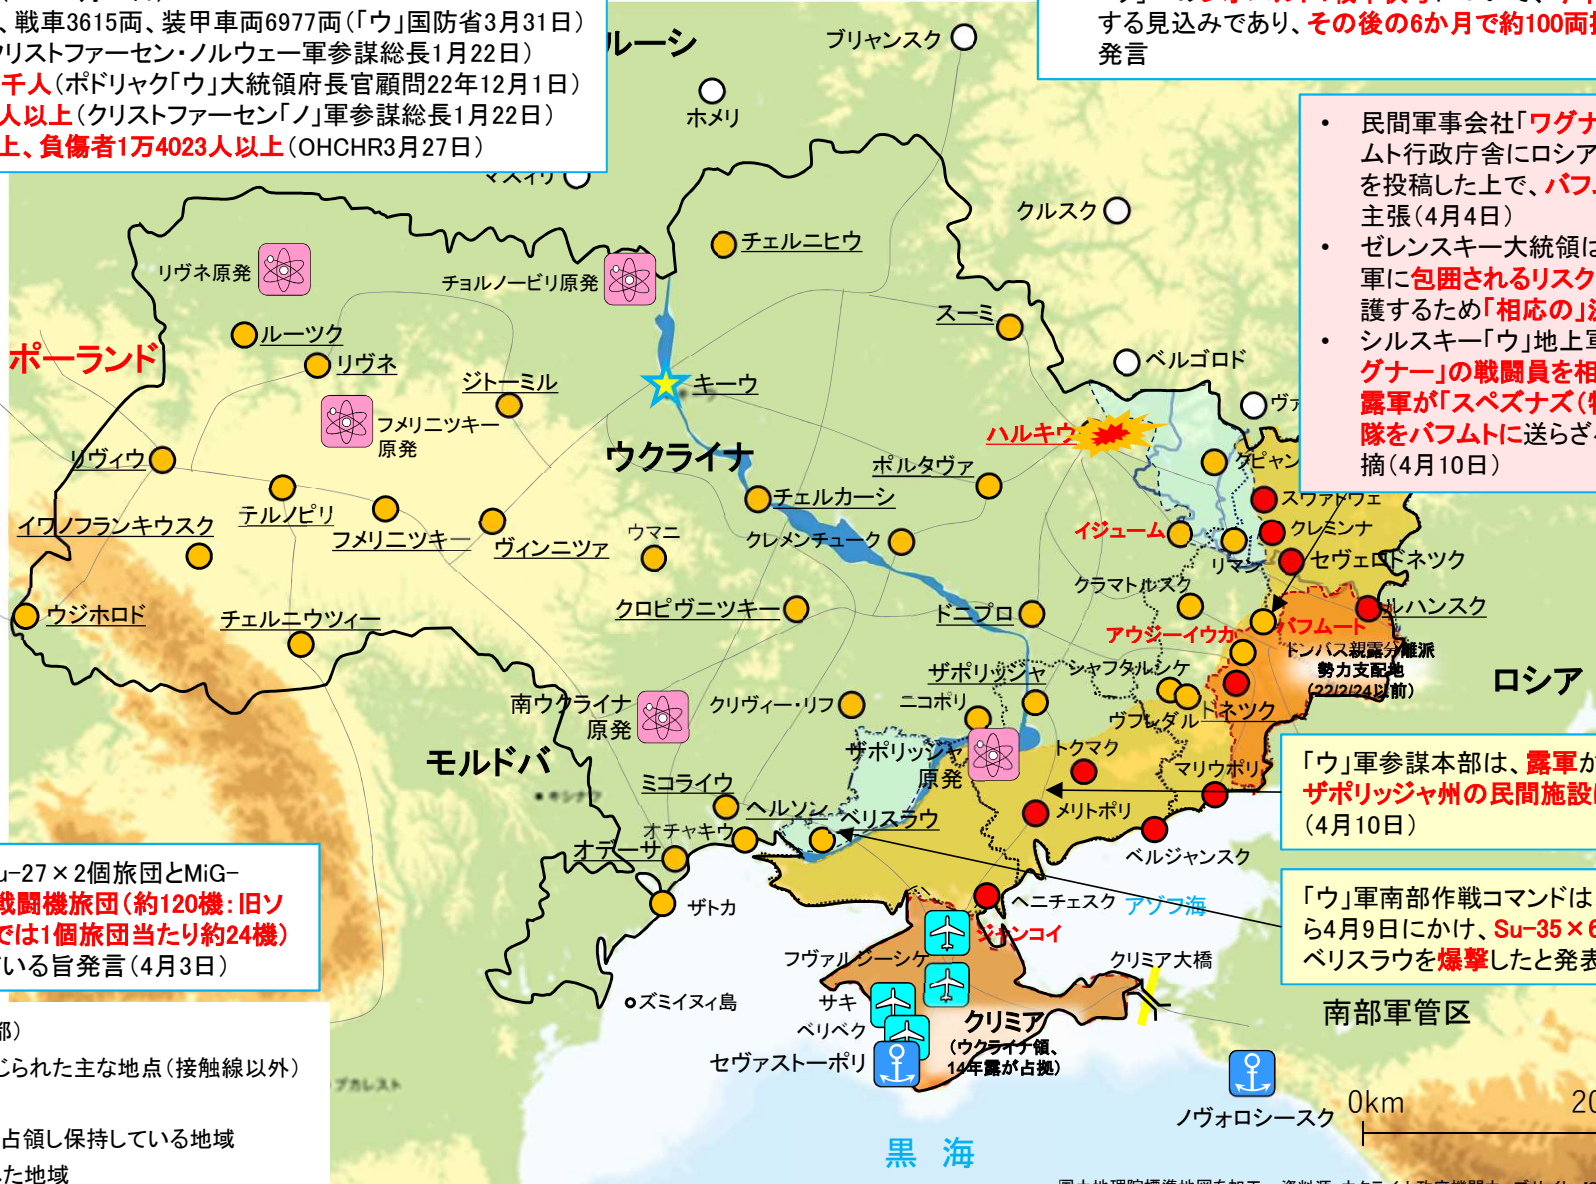 、戦車3615両、装甲車両6977両(「ウ」国防省3月31日)
クリストファーセン・ノルウェー軍参謀総長1月22日)
千人(ポドリャク「ウ」大統領府長官顧問22年12月1日)
人以上(クリストファーセン「ノ」軍参謀総長1月22日)
上、負傷者1万4023人以上(OHCHR3月27日)
する見込みであり、その後の6か月で約100両
発言
• 民間軍事会社「ワグナ
ムト行政庁舎にロシア
を投稿した上で、バフ
主張(4月4日)
• ゼレンスキー大統領は
軍に包囲されるリスク
護するため「相応の」
• シルスキー「ウ」地上軍
グナー」の戦闘員を相
露軍が「スペズナズ(
隊をバフムトに送らざ
摘(4月10日)
ルーシ
ブリャンスク
ホメリ
クルスク
チェルニヒウ
リヴネ原発
チョルノービリ原発
スーミ
ルーツク
ポーランド
リヴネ
ジトーミル
キーウ
ベルゴロド
ヴァ
フメリニツキー
原発
ハルキウ
ウクライナ
リヴィウ
ポルタヴァ
クピャン
チェルカーシ
スヴァトウェ
テルノピリ
イワノフランキウスク
フメリニツキー
ヴィンニツァ
ウマニ
クレメンチューク
イジューム
クレミンナ
リマン
セヴェロドネツク
クラマトルスク
ウジホロド
チェルニウツィー
クロピヴニツキー
ドニプロ
ルハンスク
アウジーイウカ
バフムート
ドンバス親露分離派
勢力支配地
(22/2/24以前)
ザポリッジャ
シャフタルシケ
ロシア
南ウクライナ
原発
クリヴィー・リフ
ニコポリ
ヴフレダル
ドネツク
モルドバ
ザポリッジャ
原発
トクマク
マリウポリ
キシナウ
ミコライウ
ヘルソン
ベリスラウ
メリトポリ
オチャキウ
オデーサ
ベルジャンスク
「ウ」軍参謀本部は、露軍が
ザポリッジャ州の民間施設
(4月10日)
u-27×2個旅団とMiG-
戦闘機旅団(約120機:旧ソ
では1個旅団当たり約24機)
ている旨発言(4月3日)
ザトカ
ヘニチェスク
アゾフ海
ジャンコイ
「ウ」軍南部作戦コマンドは
ら4月9日にかけ、Su-35×6
ベリスラウを爆撃したと発表
フヴァルジーシケ
クリミア大橋
ズミイヌィ島
サキ
ベリベク
クリミア
(ウクライナ領、
14年露が占拠)
南部軍管区
セヴァストーポリ
部)
じられた主な地点(接触線以外)
ブカレスト
占領し保持している地域
た地域
ノヴォロシースク
0km
20
黒 海